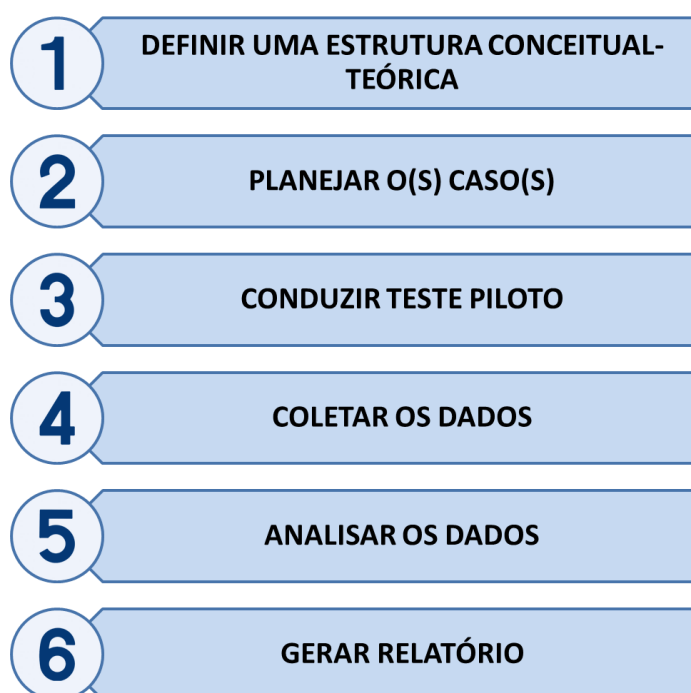 1
DEFINIR UMA ESTRUTURA CONCEITUAL-
TEÓRICA
2
PLANEJAR O(S) CASO(S)
3
CONDUZIR TESTE PILOTO
4
COLETAR OS DADOS
5
ANALISAR OS DADOS
6
GERAR RELATÓRIO